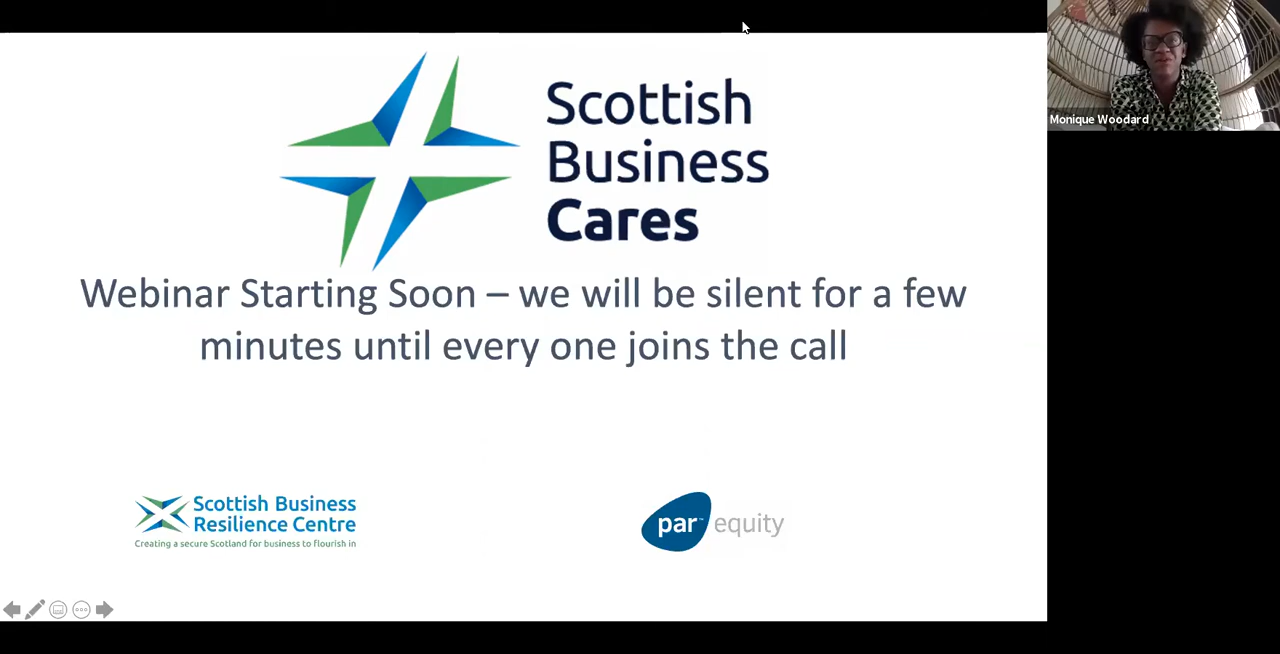 Scottish
Business
Cares
Monique Woodard
Webinar Starting Soon – we will be silent for a few
minutes until every one joins the call
Scottish Business
Resilience Centre
Creating a secure Scotland for business to flourish in
par™ equity